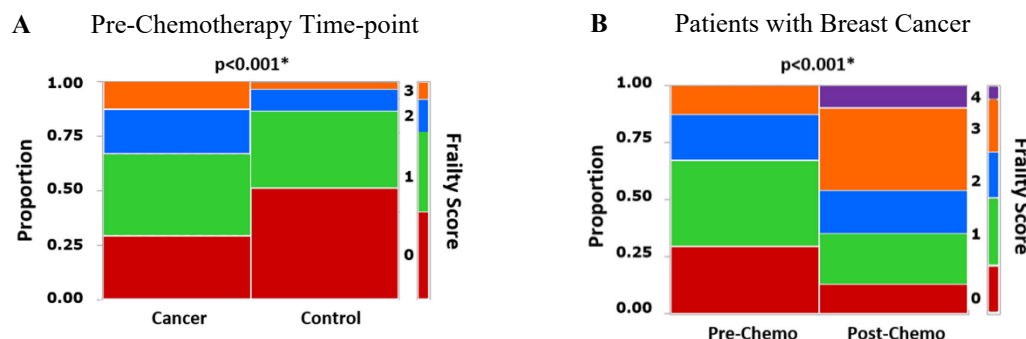 A Pre-Chemotherapy Time-point
p<0.001*
1.00
0.75
0.50
0.25
0.00
Proportion
Cancer Control
3
2
1
0
Frailty Score
B Patients with Breast Cancer
p<0.001*
1.00
0.75
0.50
0.25
0.00
Proportion
Pre-Chemo Post-Chemo
4
3
2
1
0
Frailty Score